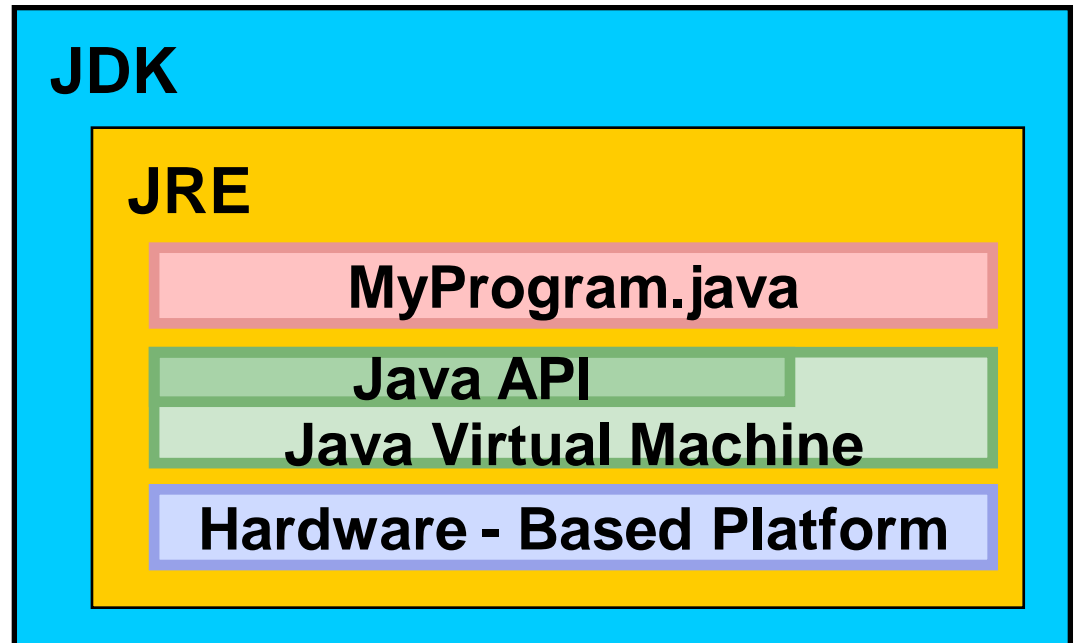 JDK
JRE
MyProgram.java
Java API
Java Virtual Machine
Hardware - Based Platform